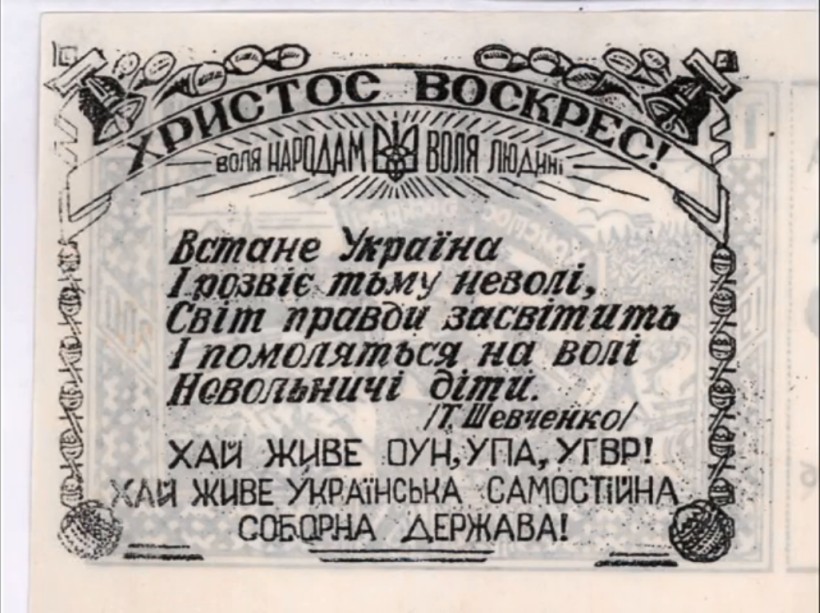 ХРИСТОС ВОСКРЕС!
ВОЛЯ НАРОДАМ ВОЛЯ ЛЮДИНІ
Встане Україна
І розвіє тьму неволі,
Світ правди засвітить
І помоляться на волі
Невольничі діти.
/Т. Шевченко/
ХАЙ ЖИВЕ ОУН, УПА, УГВР!
ХАЙ ЖИВЕ УКРАЇНСЬКА САМОСТІЙНА
СОБОРНА ДЕРЖАВА!